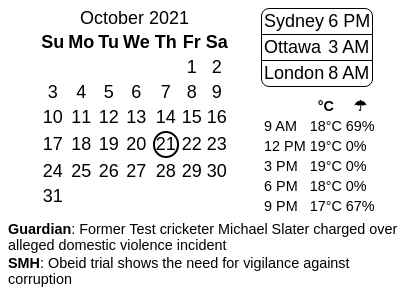 October 2021
Su Mo Tu We Th Fr Sa
1 2
3 4 5 6 7 8 9
10 11 12 13 14 15 16
17 18 19 20 21 22 23
24 25 26 27 28 29 30
31
Sydney 6 PM
Ottawa 3 AM
London 8 AM
°C ☂
9 AM 18°C 69%
12 PM 19°C 0%
3 PM 19°C 0%
6 PM 18°C 0%
9 PM 17°C 67%
Guardian: Former Test cricketer Michael Slater charged over
alleged domestic violence incident
SMH: Obeid trial shows the need for vigilance against
corruption